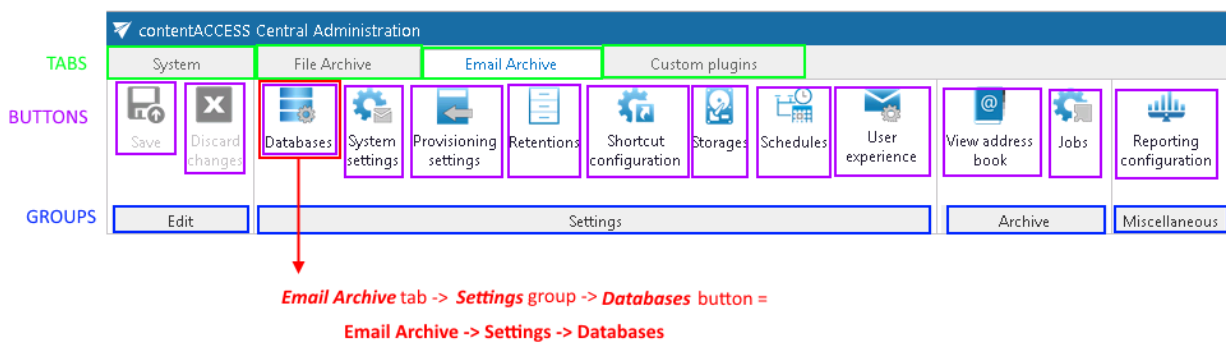 contentACCESS Central Administration
TABS
System
File Archive
Email Archive
Custom plugins
BUTTONS
Save
Discard
changes
Databases
System
settings
Provisioning
settings
Retentions
Shortcut
configuration
Storages
Schedules
User
experience
View address
book
Jobs
Reporting
configuration
GROUPS
Edit
Settings
Archive
Miscellaneous
Email Archive tab -> Settings group -> Databases button =
Email Archive -> Settings -> Databases